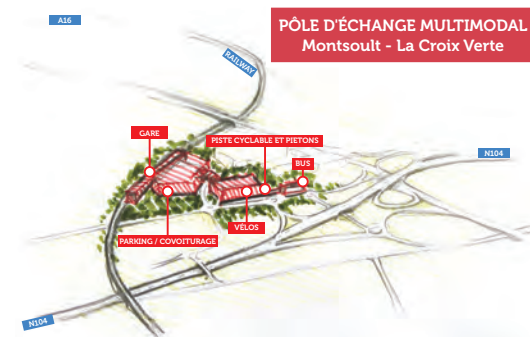 A16
PÔLE D'ÉCHANGE MULTIMODAL
Montsoult - La Croix Verte
RAILWAY
GARE
PISTE CYCLABLE ET PIETONS
BUS
N104
PARKING / COVOITURAGE
VÉLOS
N104